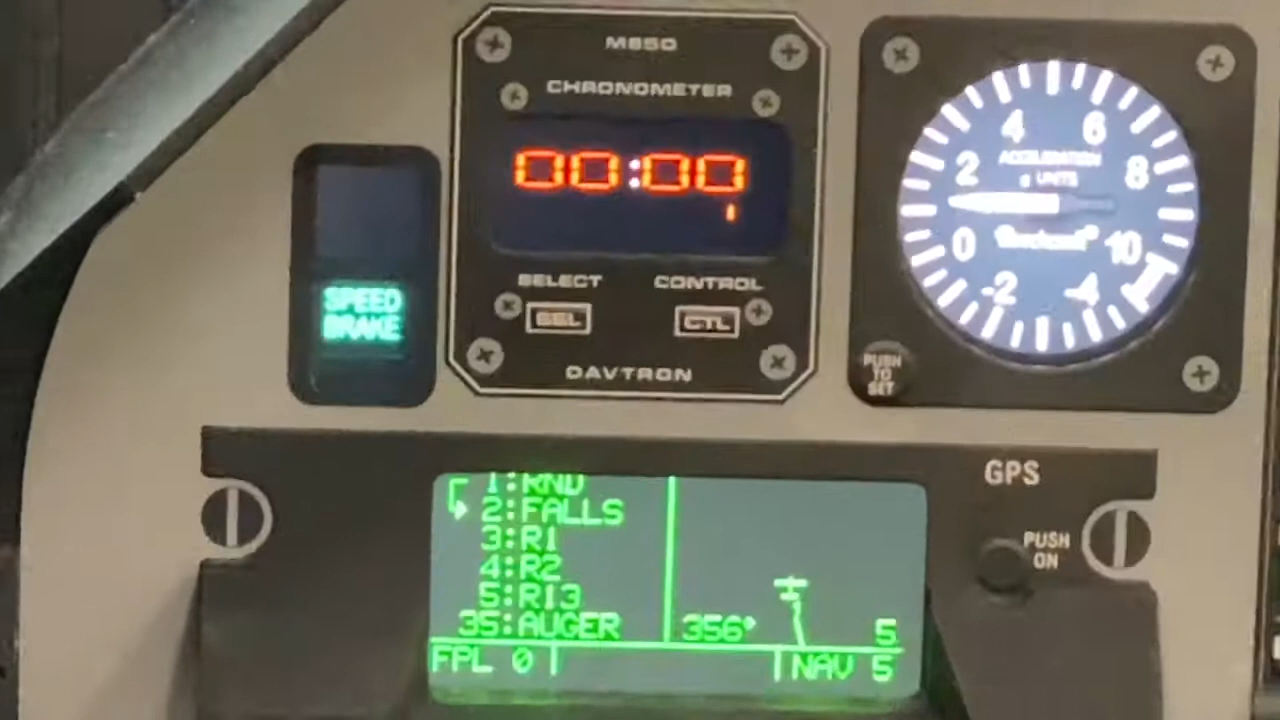 M850
CHRONOMETER
00:09
SELECT
CONTROL
SEL
CTL
DAVTRON
SPEED
BRAKE
4 6
2 8
ACCELERATION
g UNITS
0 10
-2 -4
PUSH
TO
SET
GPS
PUSH
ON
1:RND
2:FALLS
3:R1
4:R2
5:R13
35:AUGER
356°
5
FPL 0
NAV 5